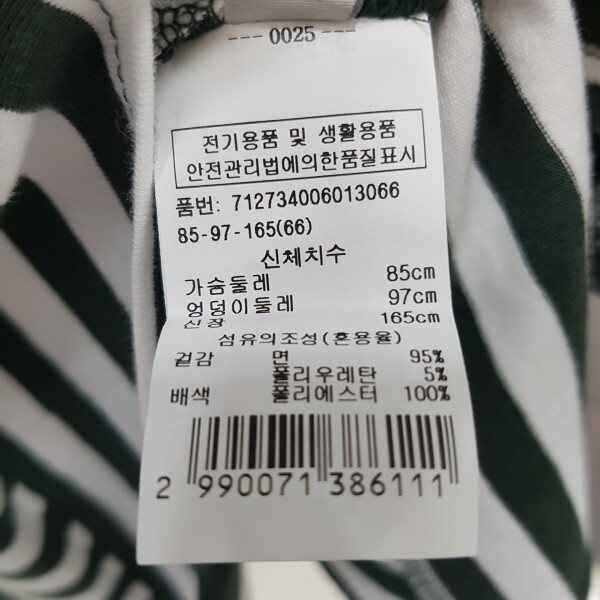 --- 0025 ---
전기용품 및 생활용품
안전관리법에의한품질표시
품번: 712734006013066
85-97-165(66)
신체치수
가슴둘레 85cm
엉덩이둘레 97cm
신장 165cm
섬유의조성(혼용율)
겉감 면 95%
폴리우레탄 5%
배색 폴리에스터 100%
2 990071 386111